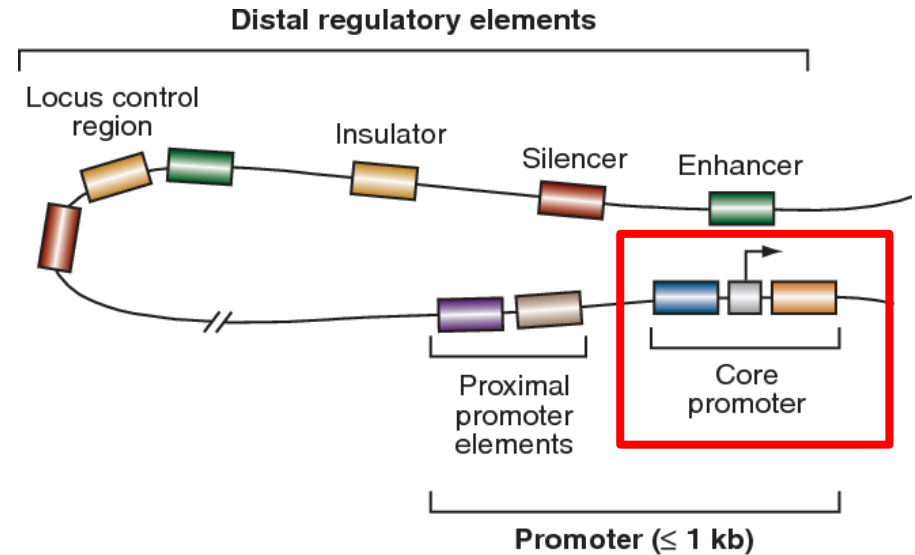 Distal regulatory elements
Locus control
region
Insulator
Silencer
Enhancer
Proximal
promoter
elements
Core
promoter
Promoter (≤ 1 kb)